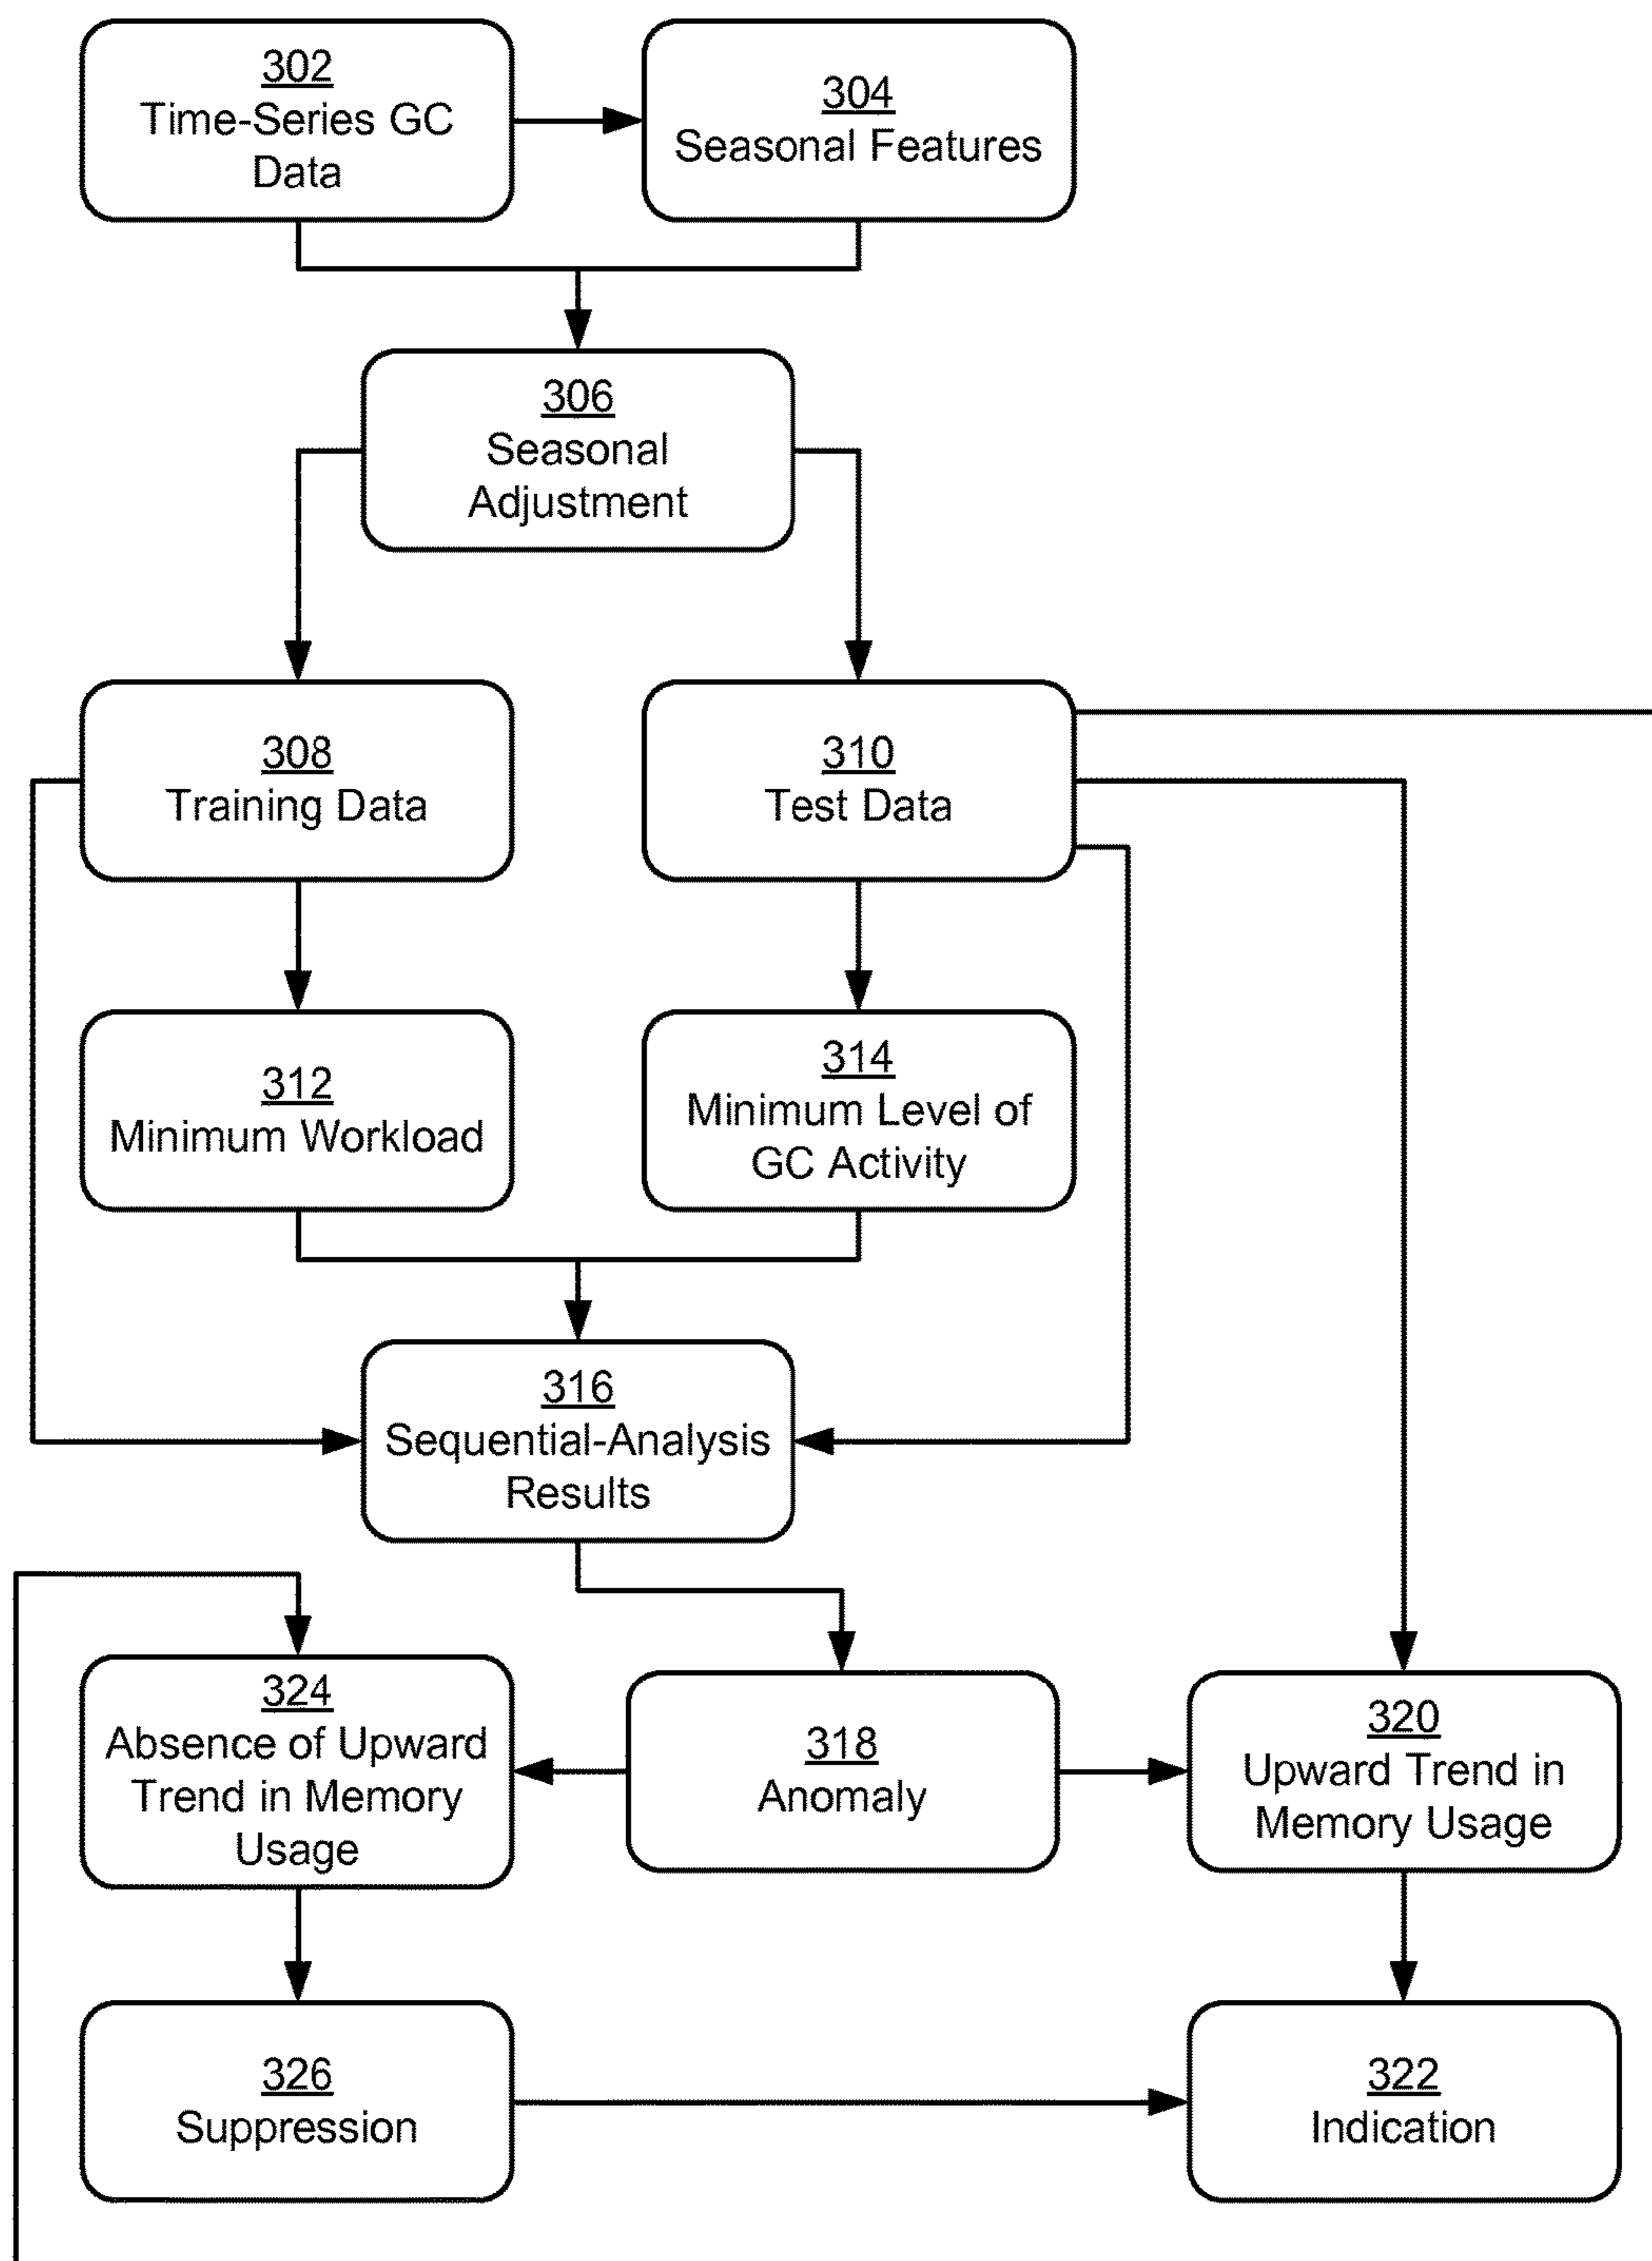 302
Time-Series GC
Data
304
Seasonal Features
306
Seasonal
Adjustment
308
Training Data
310
Test Data
312
Minimum Workload
314
Minimum Level of
GC Activity
316
Sequential-Analysis
Results
324
Absence of Upward
Trend in Memory
Usage
318
Anomaly
320
Upward Trend in
Memory Usage
326
Suppression
322
Indication